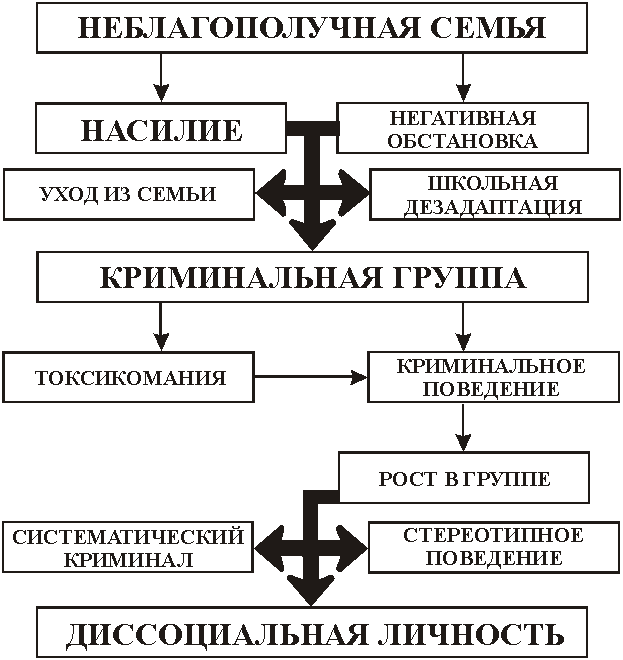 НЕБЛАГОПОЛУЧНАЯ СЕМЬЯ
НАСИЛИЕ
НЕГАТИВНАЯ
ОБСТАНОВКА
УХОД ИЗ СЕМЬИ
ШКОЛЬНАЯ
ДЕЗАДАПТАЦИЯ
КРИМИНАЛЬНАЯ ГРУППА
ТОКСИКОМАНИЯ
КРИМИНАЛЬНОЕ
ПОВЕДЕНИЕ
РОСТ В ГРУППЕ
СИСТЕМАТИЧЕСКИЙ
КРИМИНАЛ
СТЕРЕОТИПНОЕ
ПОВЕДЕНИЕ
ДИССОЦИАЛЬНАЯ ЛИЧНОСТЬ